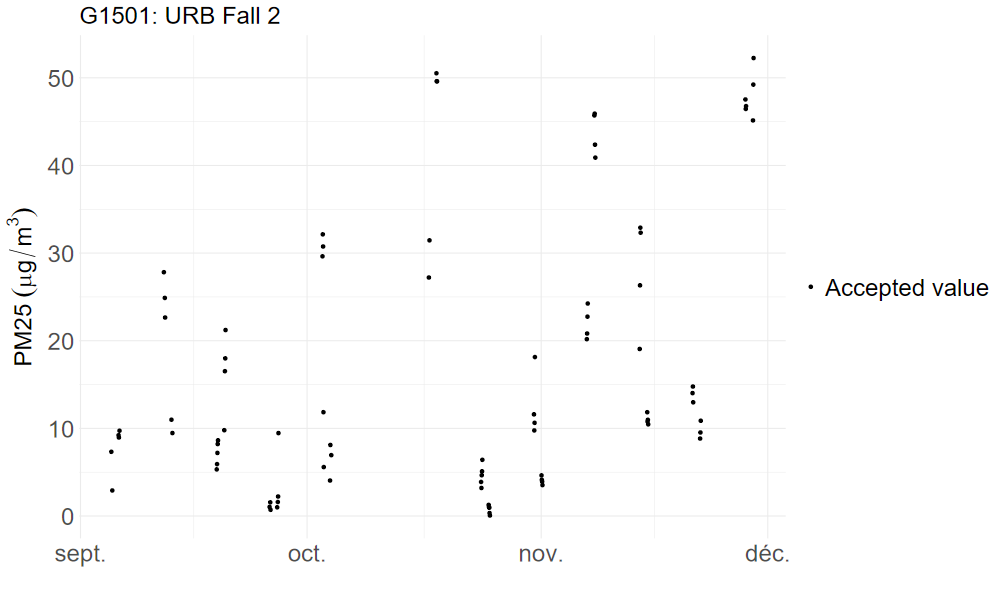 G1501: URB Fall 2
PM25 (μg/m³)
50
40
30
20
10
0
sept.
oct.
nov.
déc.
Accepted value